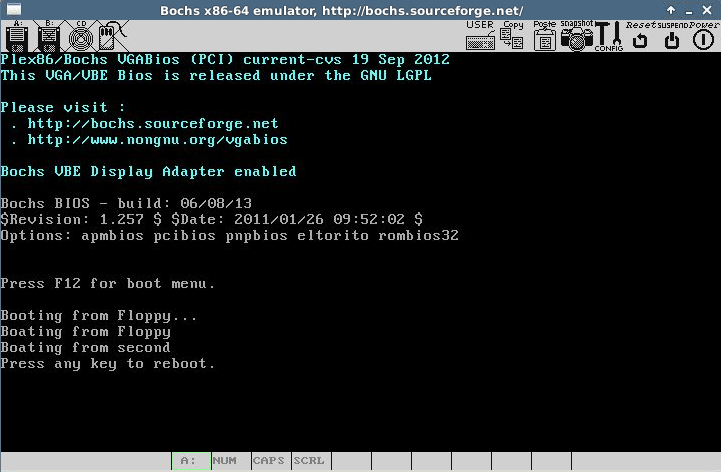 Bochs x86-64 emulator, http://bochs.sourceforge.net/
A: B: CD USER Copy Paste snapshot CONFIG Reset SUSPEND Power
Plex86/Bochs VGABios (PCI) current-cvs 19 Sep 2012
This VGA/VBE Bios is released under the GNU LGPL
Please visit :
. http://bochs.sourceforge.net
. http://www.nongnu.org/vgabios
Bochs VBE Display Adapter enabled
Bochs BIOS - build: 06/08/13
$Revision: 1.257 $ $Date: 2011/01/26 09:52:02 $
Options: apmbios pcibios pnpbios eltorito rombios32
Press F12 for boot menu.
Booting from Floppy...
Boating from Floppy
Boating from second
Press any key to reboot.
A: NUM CAPS SCRL